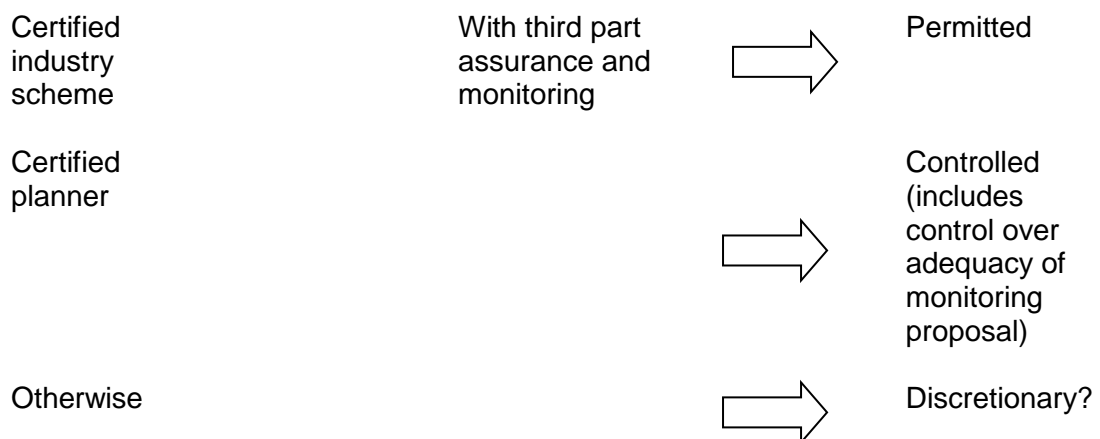 Certified
industry
scheme
With third part
assurance and
monitoring
Permitted
Certified
planner
Controlled
(includes
control over
adequacy of
monitoring
proposal)
Otherwise
Discretionary?